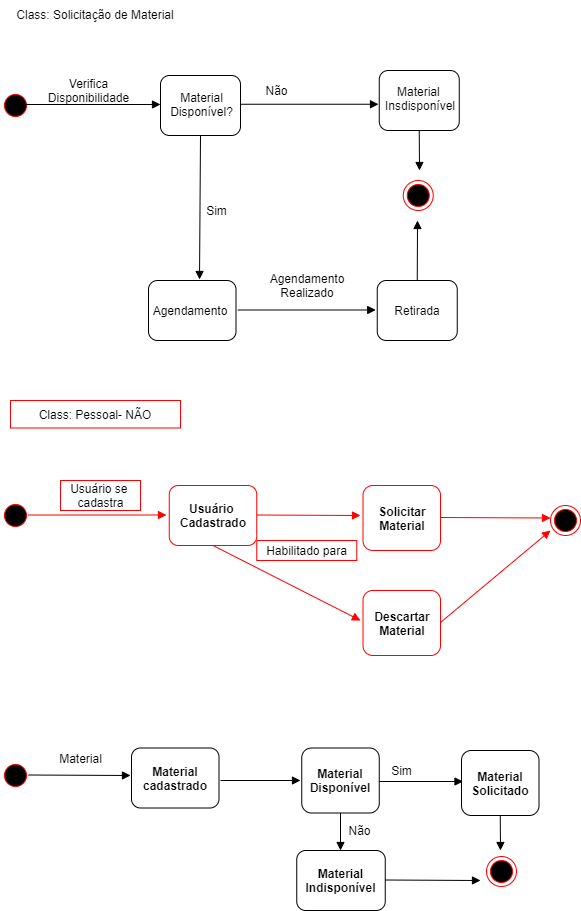 Class: Solicitação de Material
Verifica
Disponibilidade
Material
Disponível?
Não
Material
Insdisponível
Sim
Agendamento
Agendamento
Realizado
Retirada
Class: Pessoal- NÃO
Usuário se
cadastra
Usuário
Cadastrado
Solicitar
Material
Habilitado para
Descartar
Material
Material
Material
cadastrado
Material
Disponível
Sim
Material
Solicitado
Não
Material
Indisponível